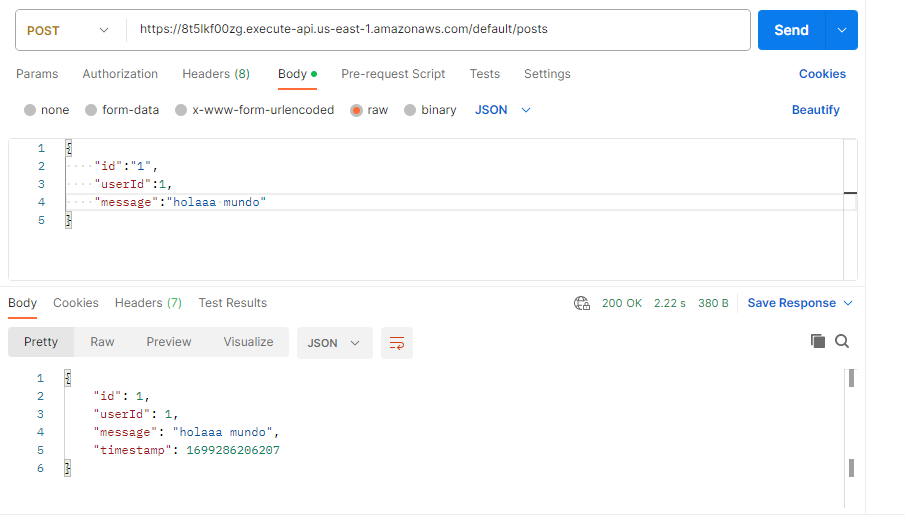 POST https://8t5lkf00zg.execute-api.us-east-1.amazonaws.com/default/posts Send
Params Authorization Headers (8) Body Pre-request Script Tests Settings Cookies
none form-data x-www-form-urlencoded raw binary JSON Beautify
1 {
2 "id":"1",
3 "userId":1,
4 "message":"holaaa mundo"
5 }
Body Cookies Headers (7) Test Results 200 OK 2.22 s 380 B Save Response
Pretty Raw Preview Visualize JSON
1 {
2 "id": 1,
3 "userId": 1,
4 "message": "holaaa mundo",
5 "timestamp": 1699286206207
6 }